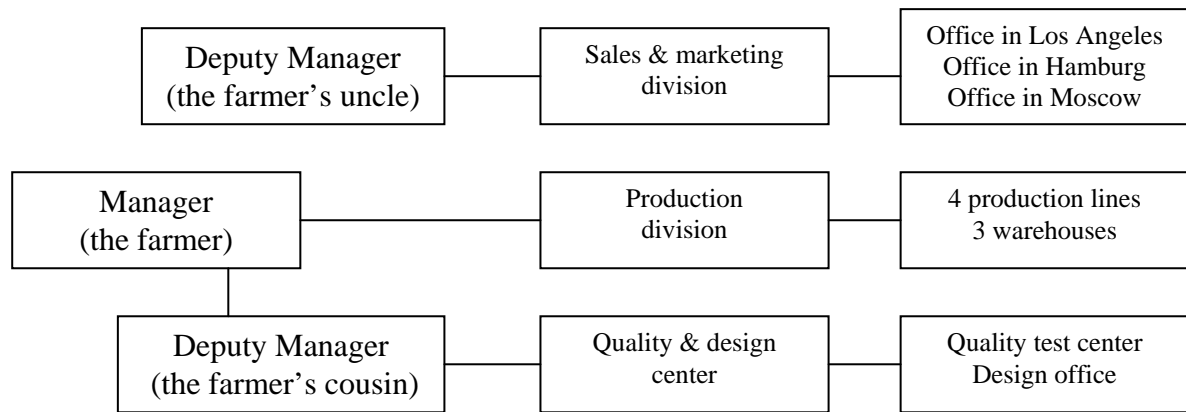 Deputy Manager
(the farmer’s uncle)
Sales & marketing
division
Office in Los Angeles
Office in Hamburg
Office in Moscow
Manager
(the farmer)
Production
division
4 production lines
3 warehouses
Deputy Manager
(the farmer’s cousin)
Quality & design
center
Quality test center
Design office